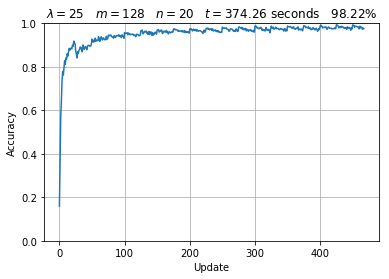 λ = 25 m = 128 n = 20 t = 374.26 seconds 98.22%
1.0
0.8
0.6
0.4
0.2
0.0
Accuracy
0 100 200 300 400
Update